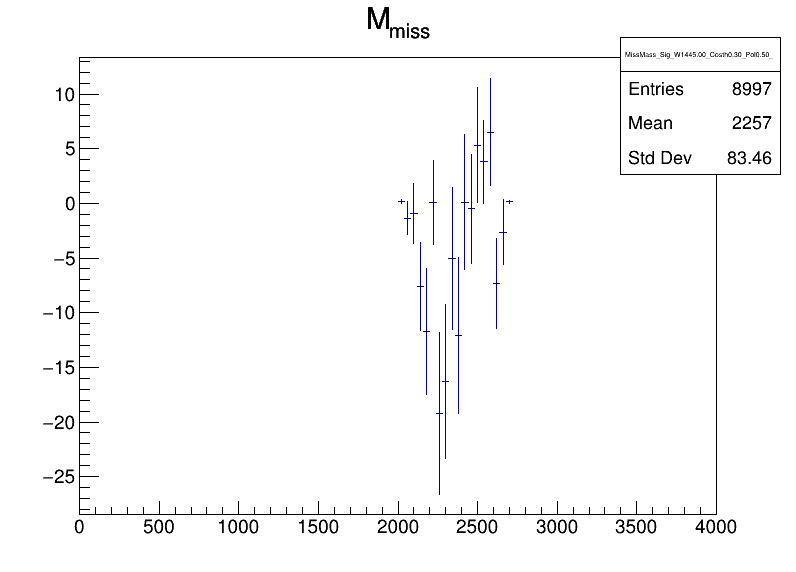 M_miss
MissMass_Sig_W1445.00_Costh0.30_Pol0.50_
Entries 8997
Mean 2257
Std Dev 83.46
10
5
0
−5
−10
−15
−20
−25
0 500 1000 1500 2000 2500 3000 3500 4000